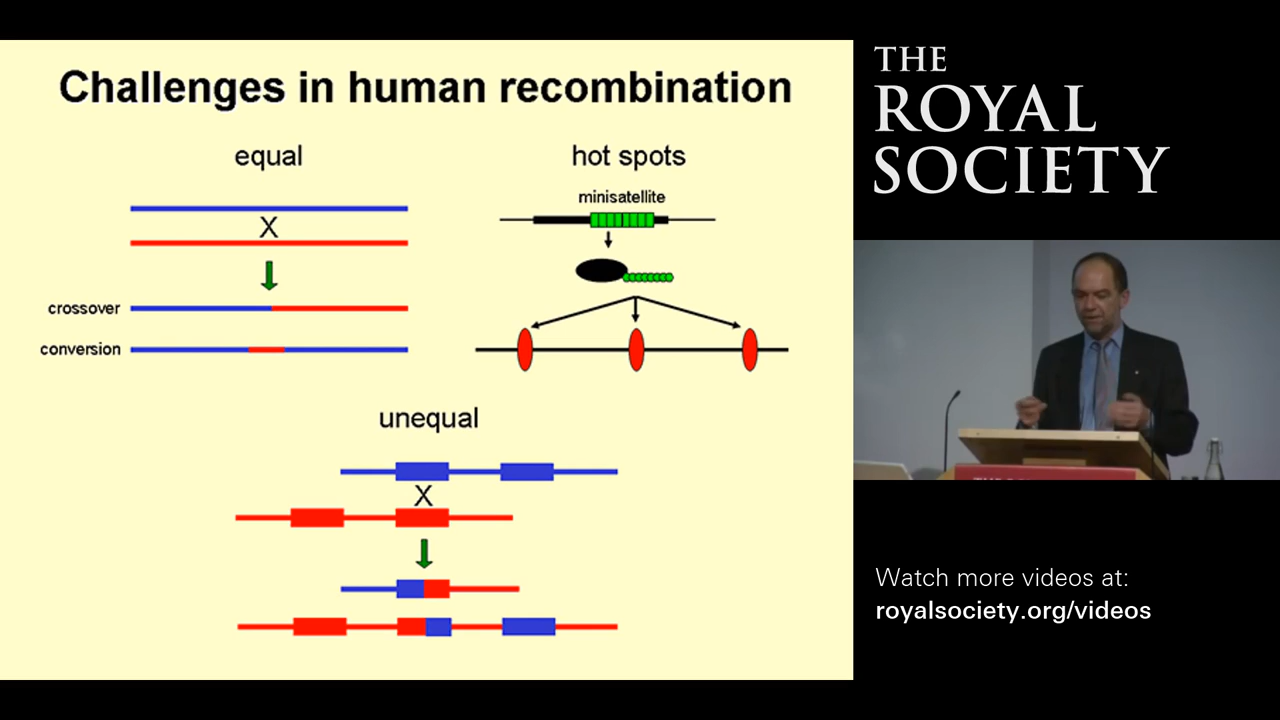 Challenges in human recombination
equal
hot spots
minisatellite
X
crossover
conversion
unequal
X
THE
ROYAL
SOCIETY
Watch more videos at:
royalsociety.org/videos